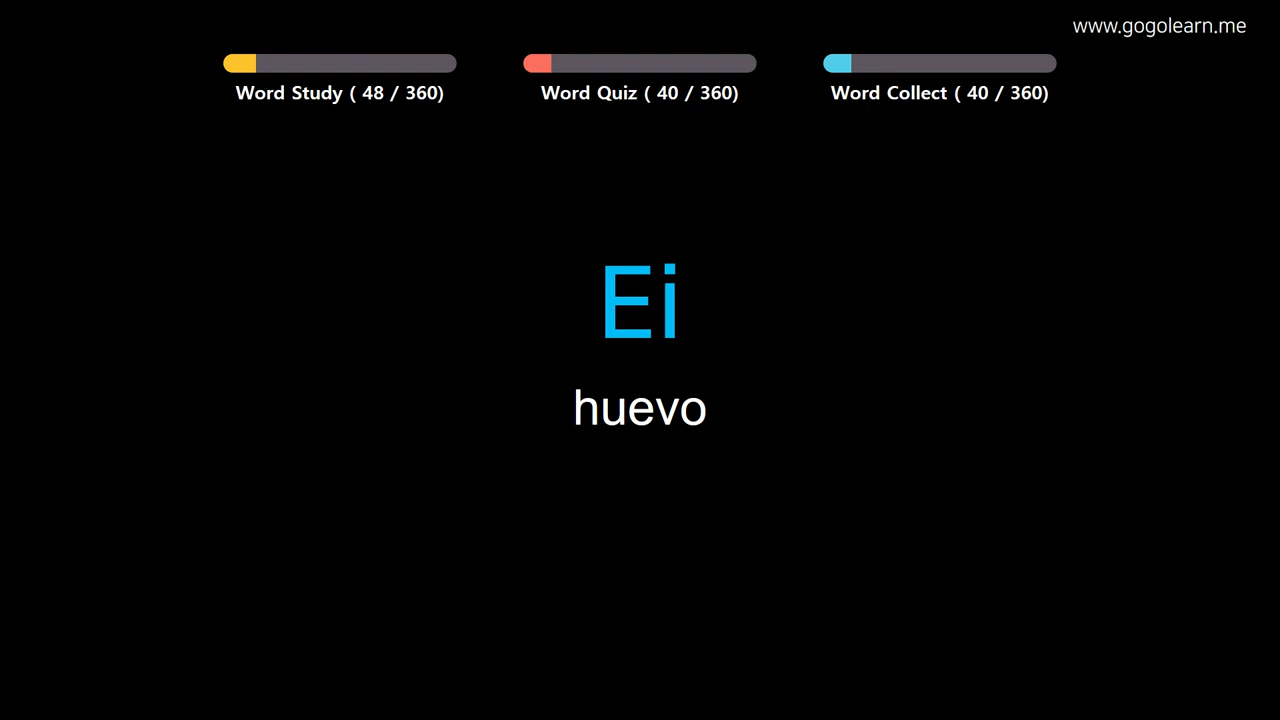 www.gogolearn.me
Word Study ( 48 / 360)
Word Quiz ( 40 / 360)
Word Collect ( 40 / 360)
Ei
huevo